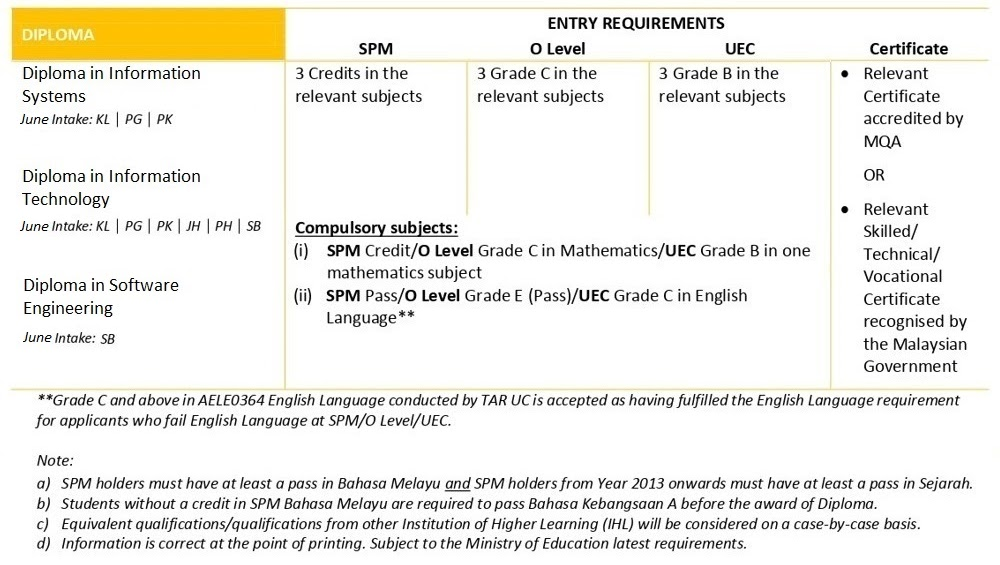 DIPLOMA
ENTRY REQUIREMENTS
SPM
O Level
UEC
Certificate
Diploma in Information
Systems
June Intake: KL | PG | PK
3 Credits in the
relevant subjects
3 Grade C in the
relevant subjects
3 Grade B in the
relevant subjects
Diploma in Information
Technology
June Intake: KL | PG | PK | JH | PH | SB
Diploma in Software
Engineering
June Intake: SB
Compulsory subjects:
(i) SPM Credit/O Level Grade C in Mathematics/UEC Grade B in one
mathematics subject
(ii) SPM Pass/O Level Grade E (Pass)/UEC Grade C in English
Language**
• Relevant
Certificate
accredited by
MQA
OR
• Relevant
Skilled/
Technical/
Vocational
Certificate
recognised by
the Malaysian
Government
**Grade C and above in AELE0364 English Language conducted by TAR UC is accepted as having fulfilled the English Language requirement
for applicants who fail English Language at SPM/O Level/UEC.
Note:
a) SPM holders must have at least a pass in Bahasa Melayu and SPM holders from Year 2013 onwards must have at least a pass in Sejarah.
b) Students without a credit in SPM Bahasa Melayu are required to pass Bahasa Kebangsaan A before the award of Diploma.
c) Equivalent qualifications/qualifications from other Institution of Higher Learning (IHL) will be considered on a case-by-case basis.
d) Information is correct at the point of printing. Subject to the Ministry of Education latest requirements.